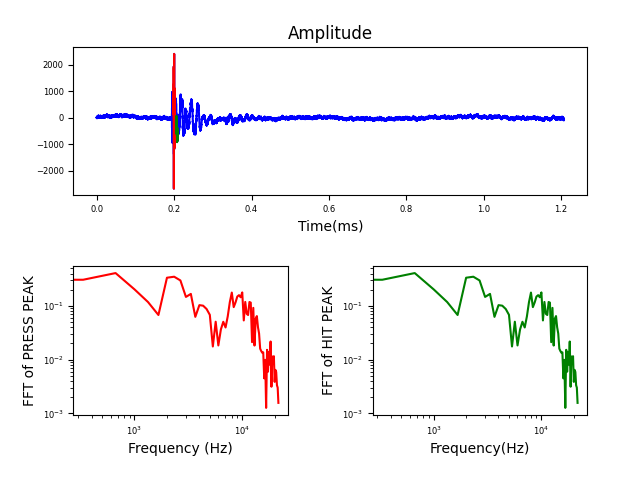 Amplitude
2000
1000
0
−1000
−2000
0.0 0.2 0.4 0.6 0.8 1.0 1.2
Time(ms)
FFT of PRESS PEAK
10⁻¹
10⁻²
10⁻³
10³ 10⁴
Frequency (Hz)
FFT of HIT PEAK
10⁻¹
10⁻²
10⁻³
10³ 10⁴
Frequency(Hz)